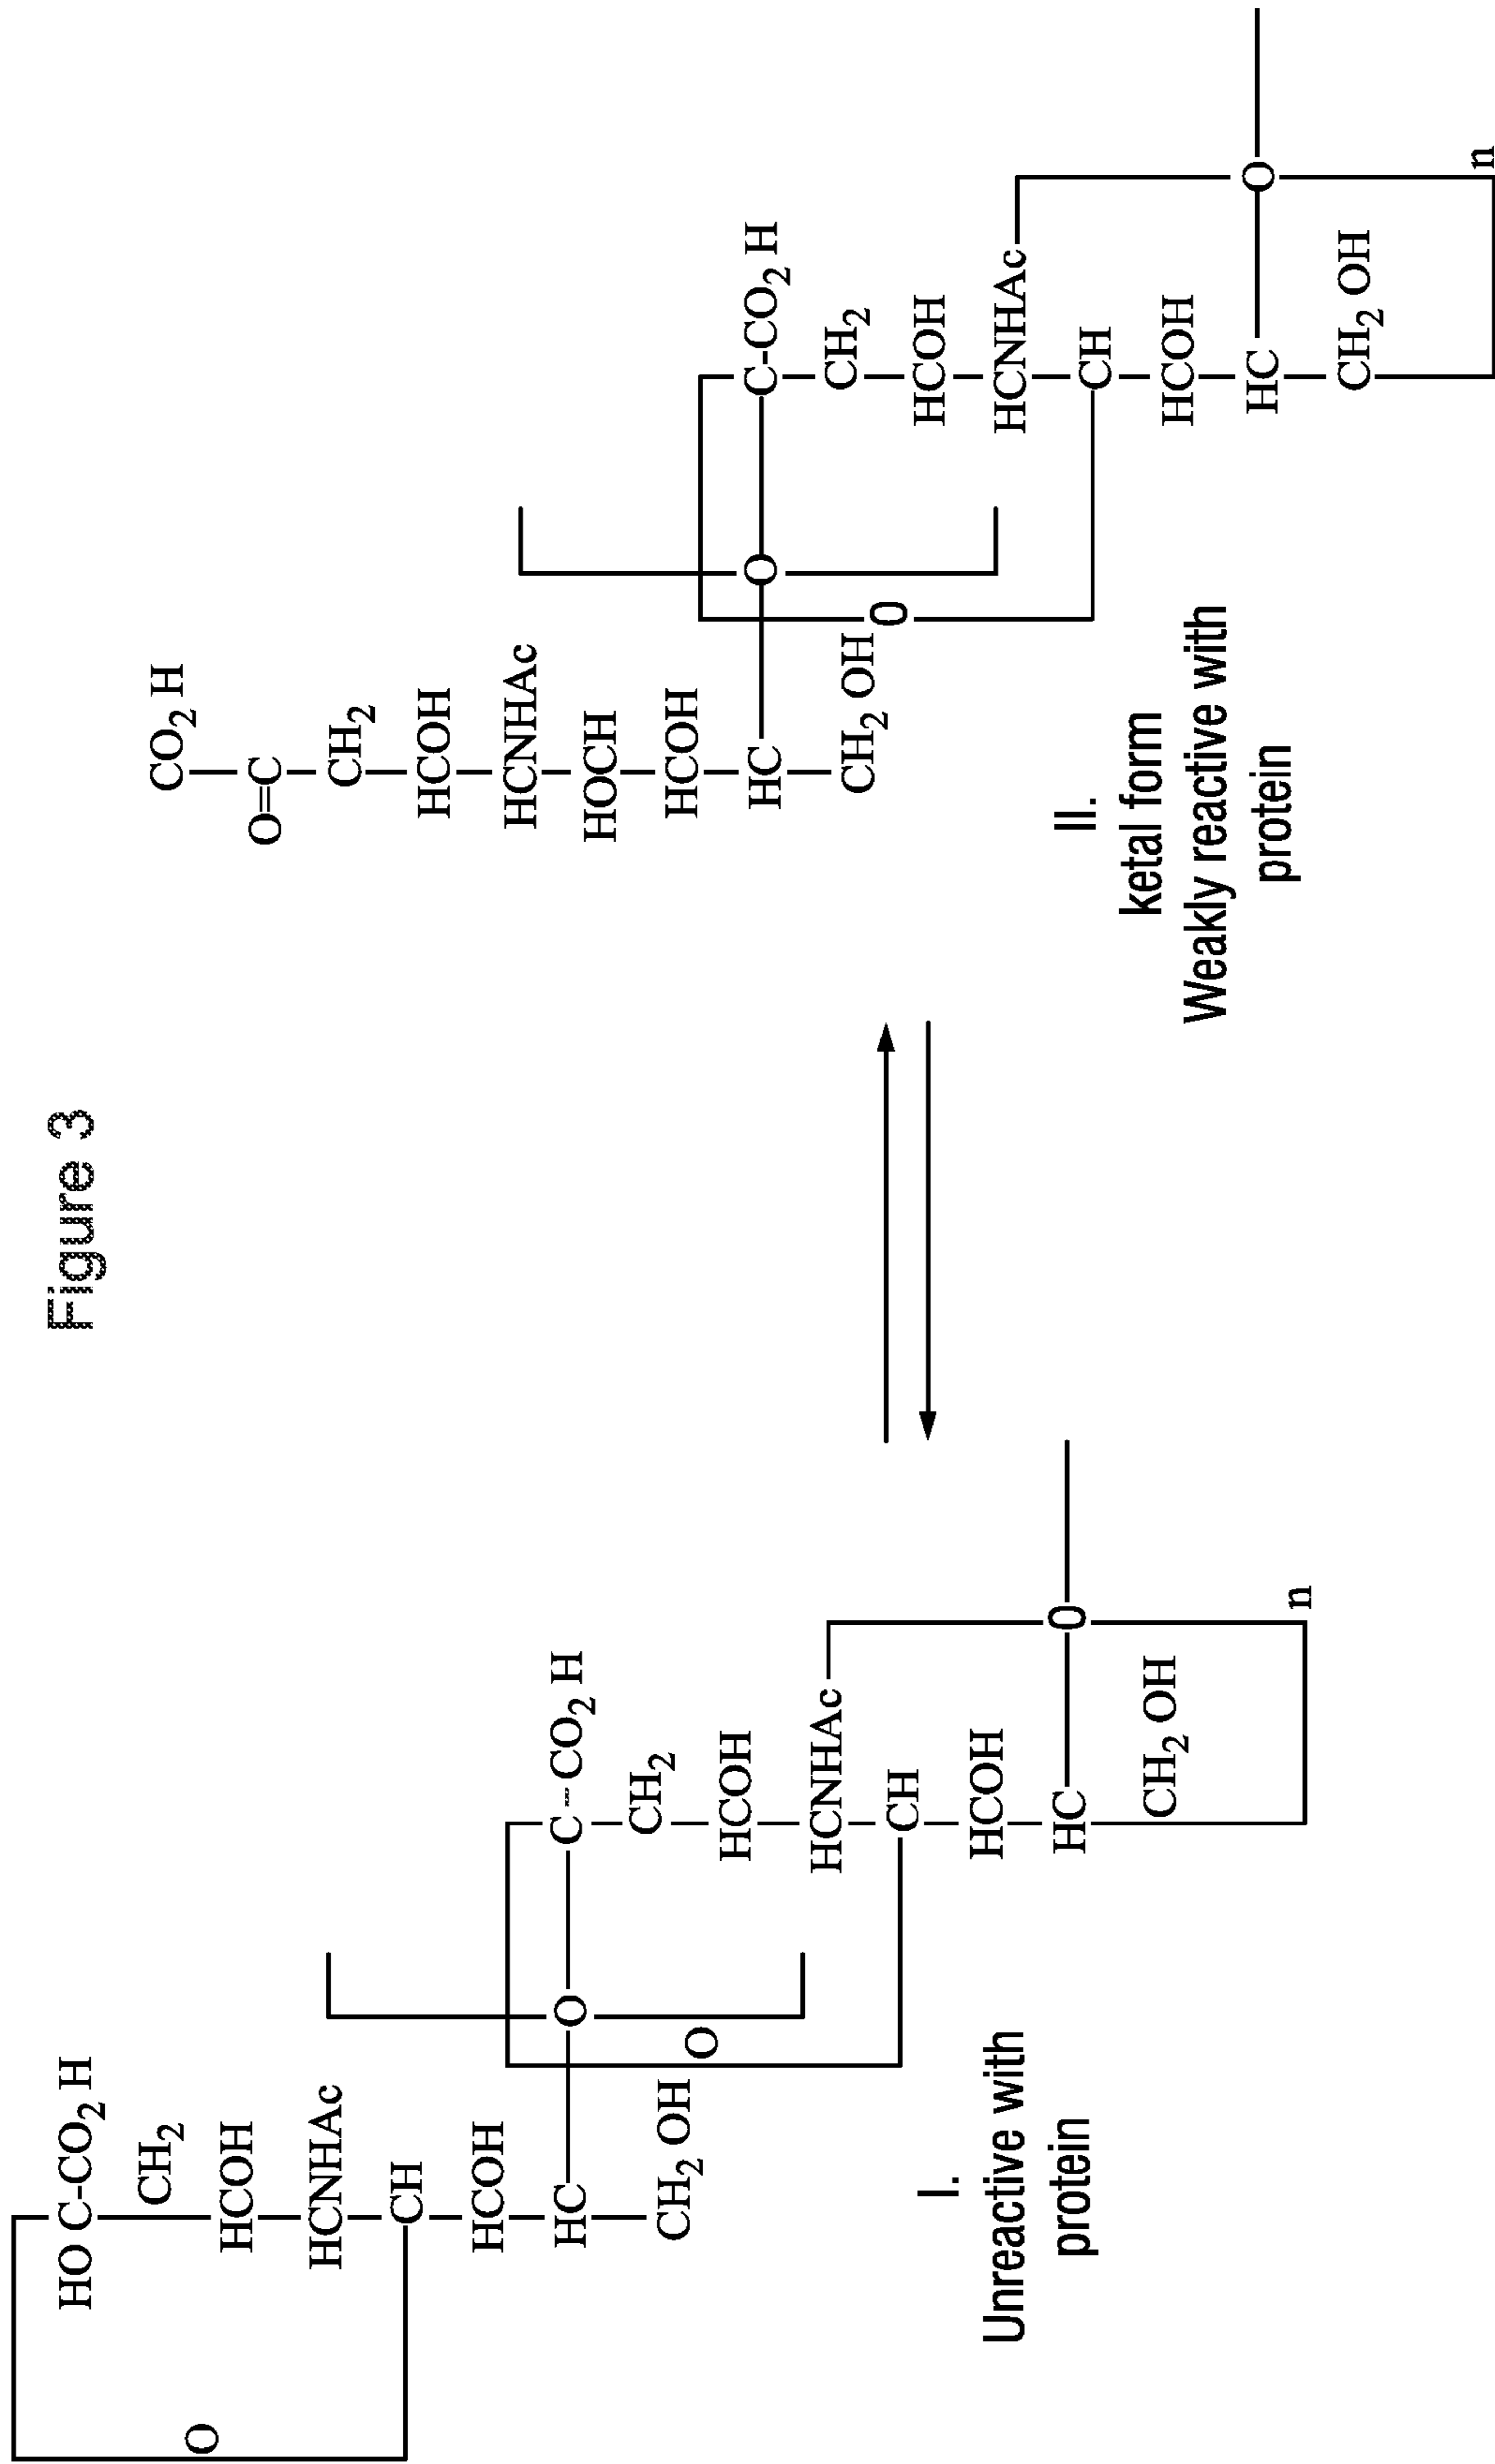 Figure 3
HO C-CO2 H
CH2
O
HCOH
HCNHAc
CH
HCOH
HC
O
C--CO2 H
CH2 OH
CH2
O
HCOH
HCNHAc
CH
HCOH
HC
O
CH2 OH
n
I.
Unreactive with
protein
CO2 H
O=C
CH2
HCOH
HCNHAc
HOCH
HCOH
HC
O
C-CO2 H
CH2 OH
CH2
O
HCOH
HCNHAc
CH
HCOH
HC
O
CH2 OH
n
II.
ketal form
Weakly reactive with
protein